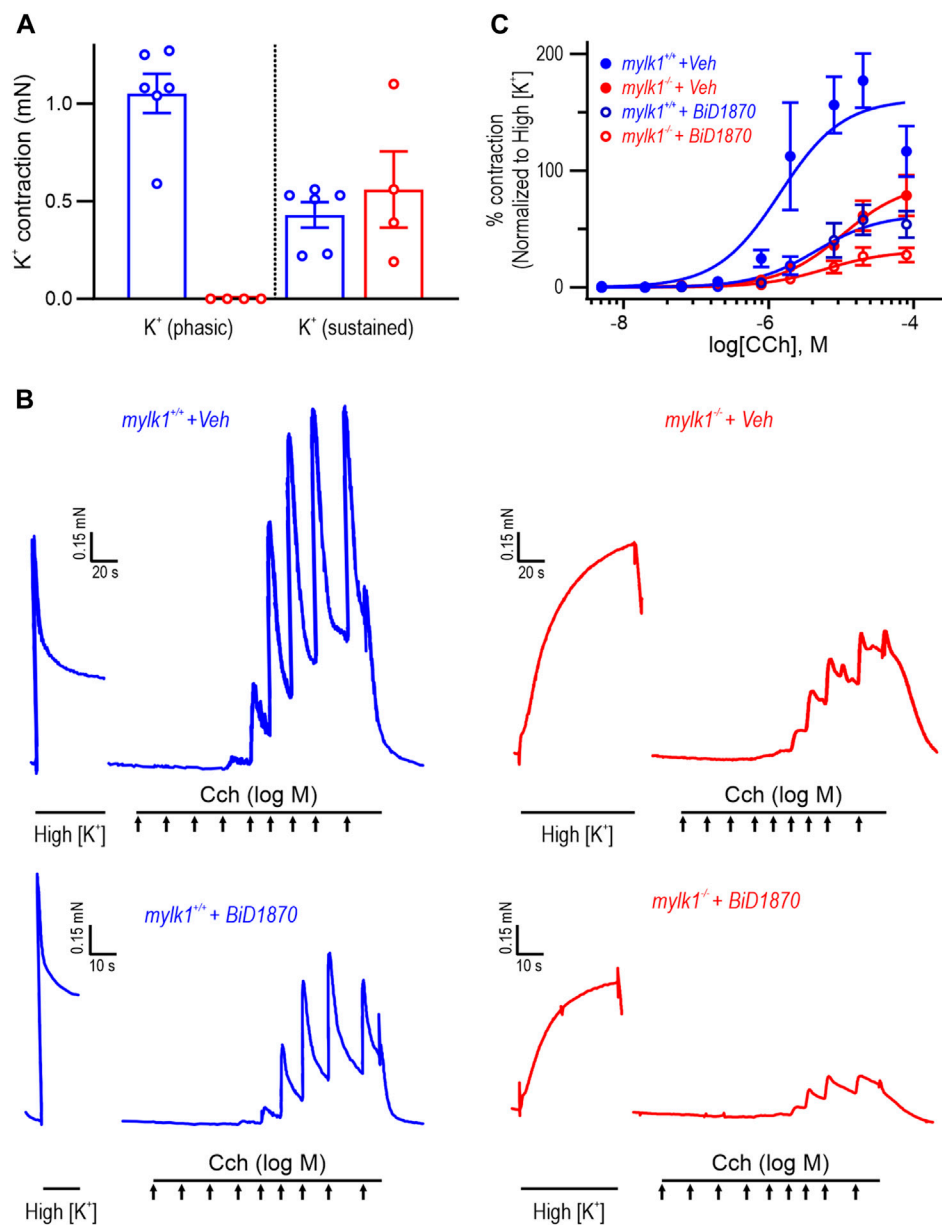 A
K⁺ contraction (mN)
1.0
0.5
0.0
K⁺ (phasic)
K⁺ (sustained)
C
% contraction
(Normalized to High [K⁺])
200
100
0
mylk1⁺/⁺ +Veh
mylk1⁻/⁻ + Veh
mylk1⁺/⁺ + BiD1870
mylk1⁻/⁻ + BiD1870
-8
-6
-4
log[CCh], M
B
mylk1⁺/⁺ +Veh
0.15 mN
20 s
High [K⁺]
Cch (log M)
mylk1⁻/⁻ + Veh
0.15 mN
20 s
High [K⁺]
Cch (log M)
mylk1⁺/⁺ + BiD1870
0.15 mN
10 s
High [K⁺]
Cch (log M)
mylk1⁻/⁻ + BiD1870
0.15 mN
10 s
High [K⁺]
Cch (log M)